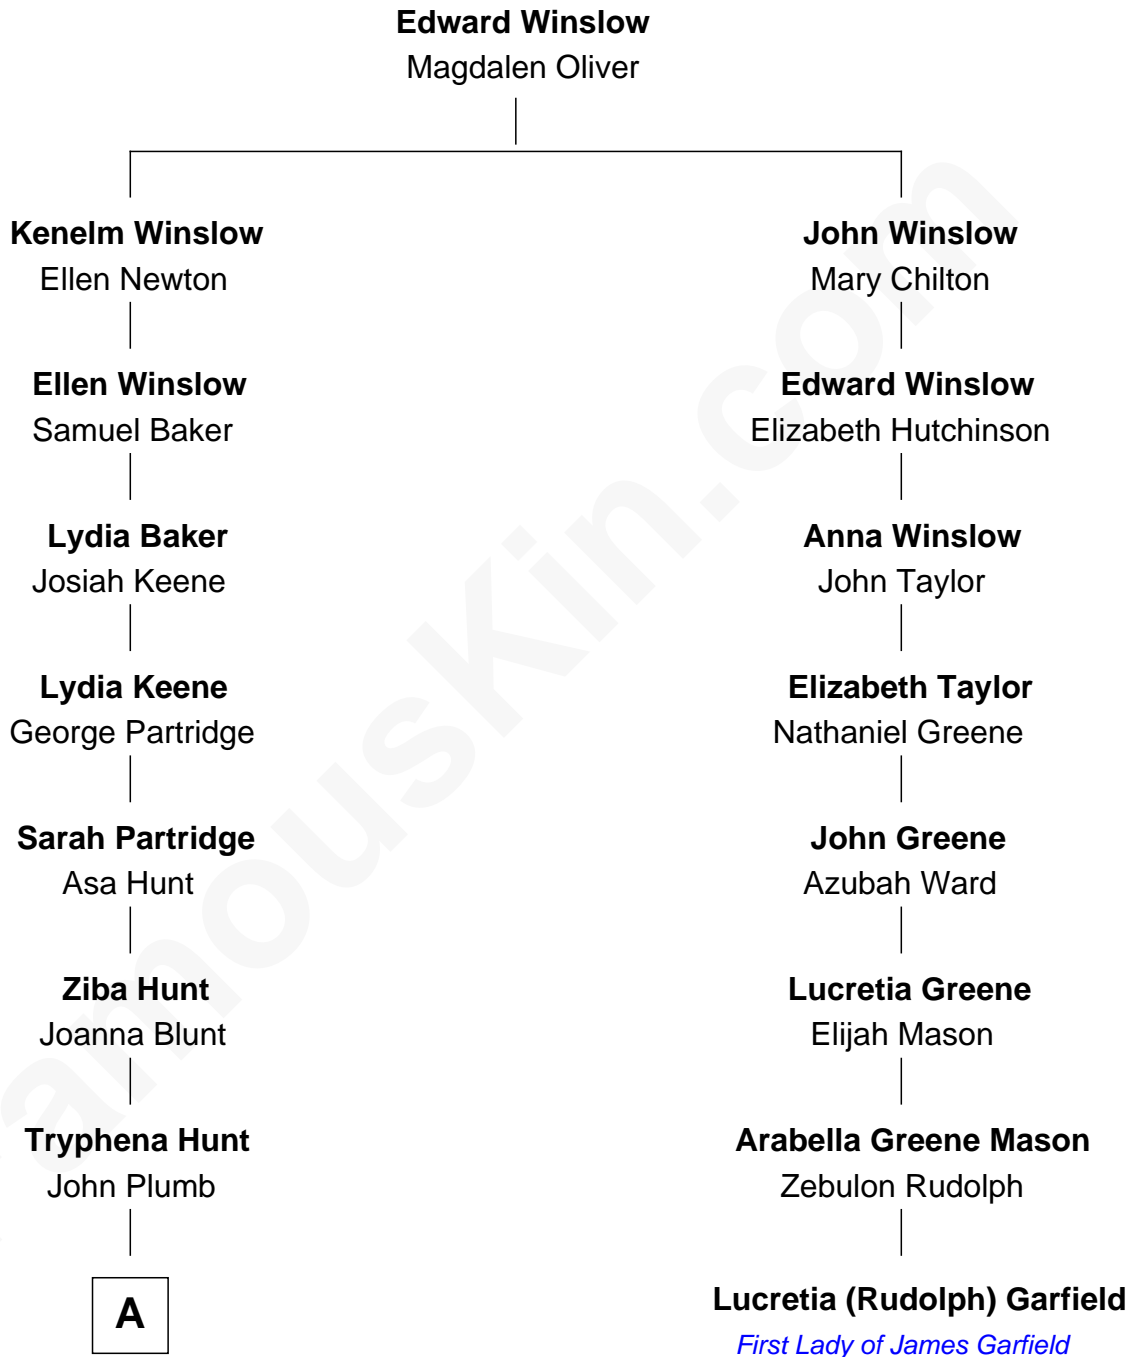 Edward Winslow
Magdalen Oliver
Kenelm Winslow
Ellen Newton
John Winslow
Mary Chilton
Ellen Winslow
Samuel Baker
Edward Winslow
Elizabeth Hutchinson
Lydia Baker
Josiah Keene
Anna Winslow
John Taylor
Lydia Keene
George Partridge
Elizabeth Taylor
Nathaniel Greene
Sarah Partridge
Asa Hunt
John Greene
Azubah Ward
Ziba Hunt
Joanna Blunt
Lucretia Greene
Elijah Mason
Tryphena Hunt
John Plumb
Arabella Greene Mason
Zebulon Rudolph
A
Lucretia (Rudolph) Garfield
First Lady of James Garfield
amouskin.com